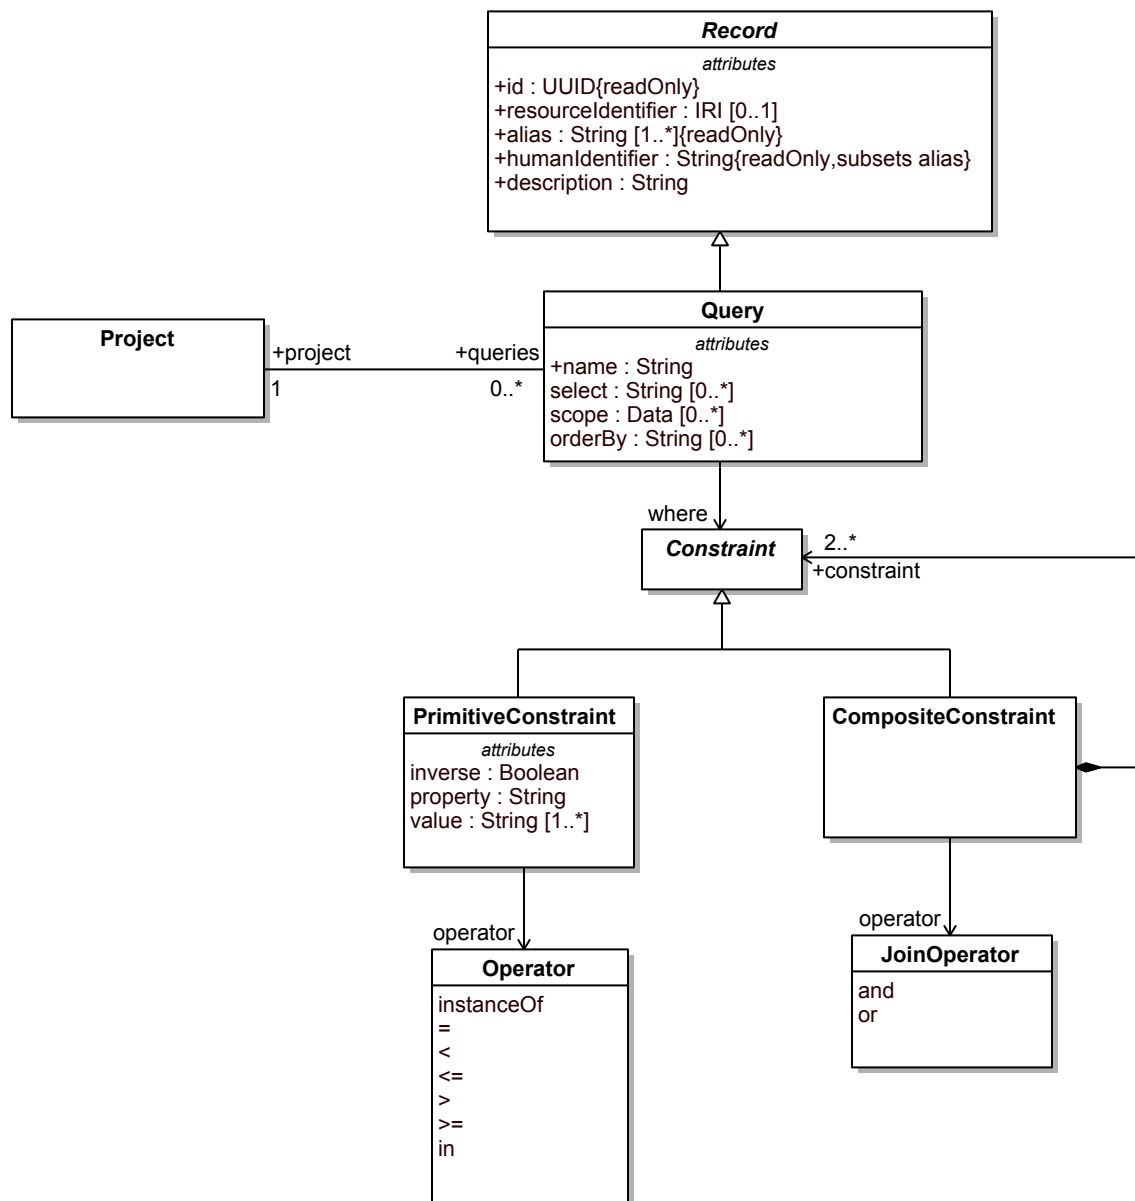 Record
attributes
+id : UUID{readOnly}
+resourceIdentifier : IRI [0..1]
+alias : String [1..*]{readOnly}
+humanIdentifier : String{readOnly,subsets alias}
+description : String
Project
+project
1
+queries
0..*
Query
attributes
+name : String
select : String [0..*]
scope : Data [0..*]
orderBy : String [0..*]
where
Constraint
2..*
+constraint
PrimitiveConstraint
attributes
inverse : Boolean
property : String
value : String [1..*]
CompositeConstraint
operator
Operator
instanceOf
=
<
<=
>
>=
in
operator
JoinOperator
and
or